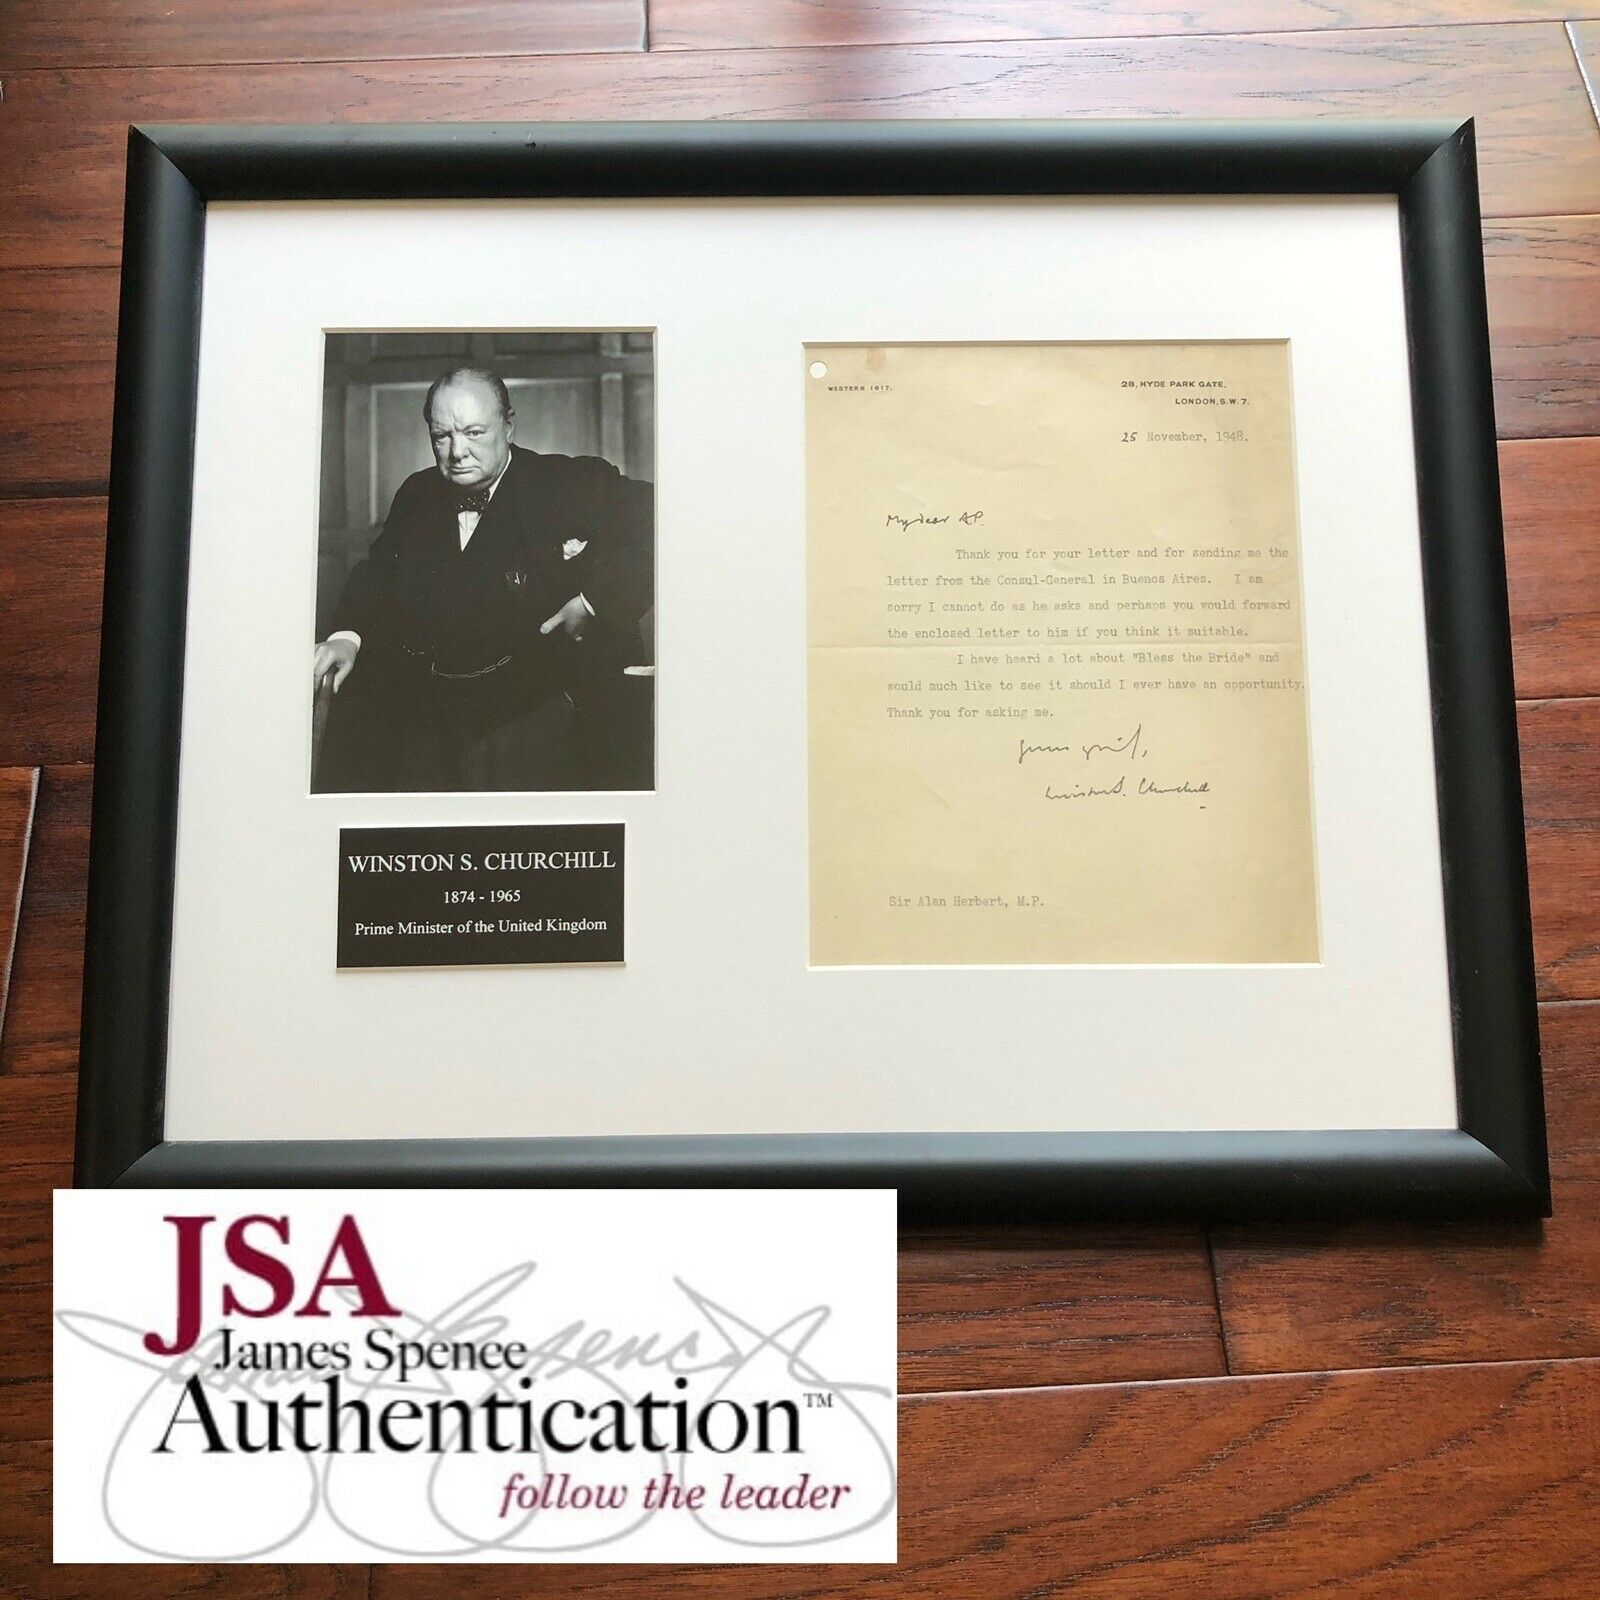 WESTERN 1617.
28, HYDE PARK GATE,
LONDON, S.W. 7.
25 November, 1948.
My dear A.P.
Thank you for your letter and for sending me the
letter from the Consul-General in Buenos Aires. I am
sorry I cannot do as he asks and perhaps you would forward
the enclosed letter to him if you think it suitable.
I have heard a lot about "Bless the Bride" and
would much like to see it should I ever have an opportunity.
Thank you for asking me.
Winston S. Churchill
Sir Alan Herbert, M.P.
WINSTON S. CHURCHILL
1874 - 1965
Prime Minister of the United Kingdom
JSA
James Spence
Authentication™
follow the leader